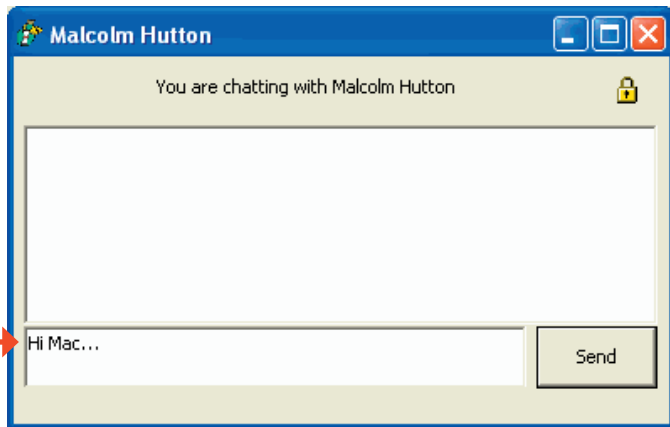 Malcolm Hutton
You are chatting with Malcolm Hutton
Hi Mac...
Send